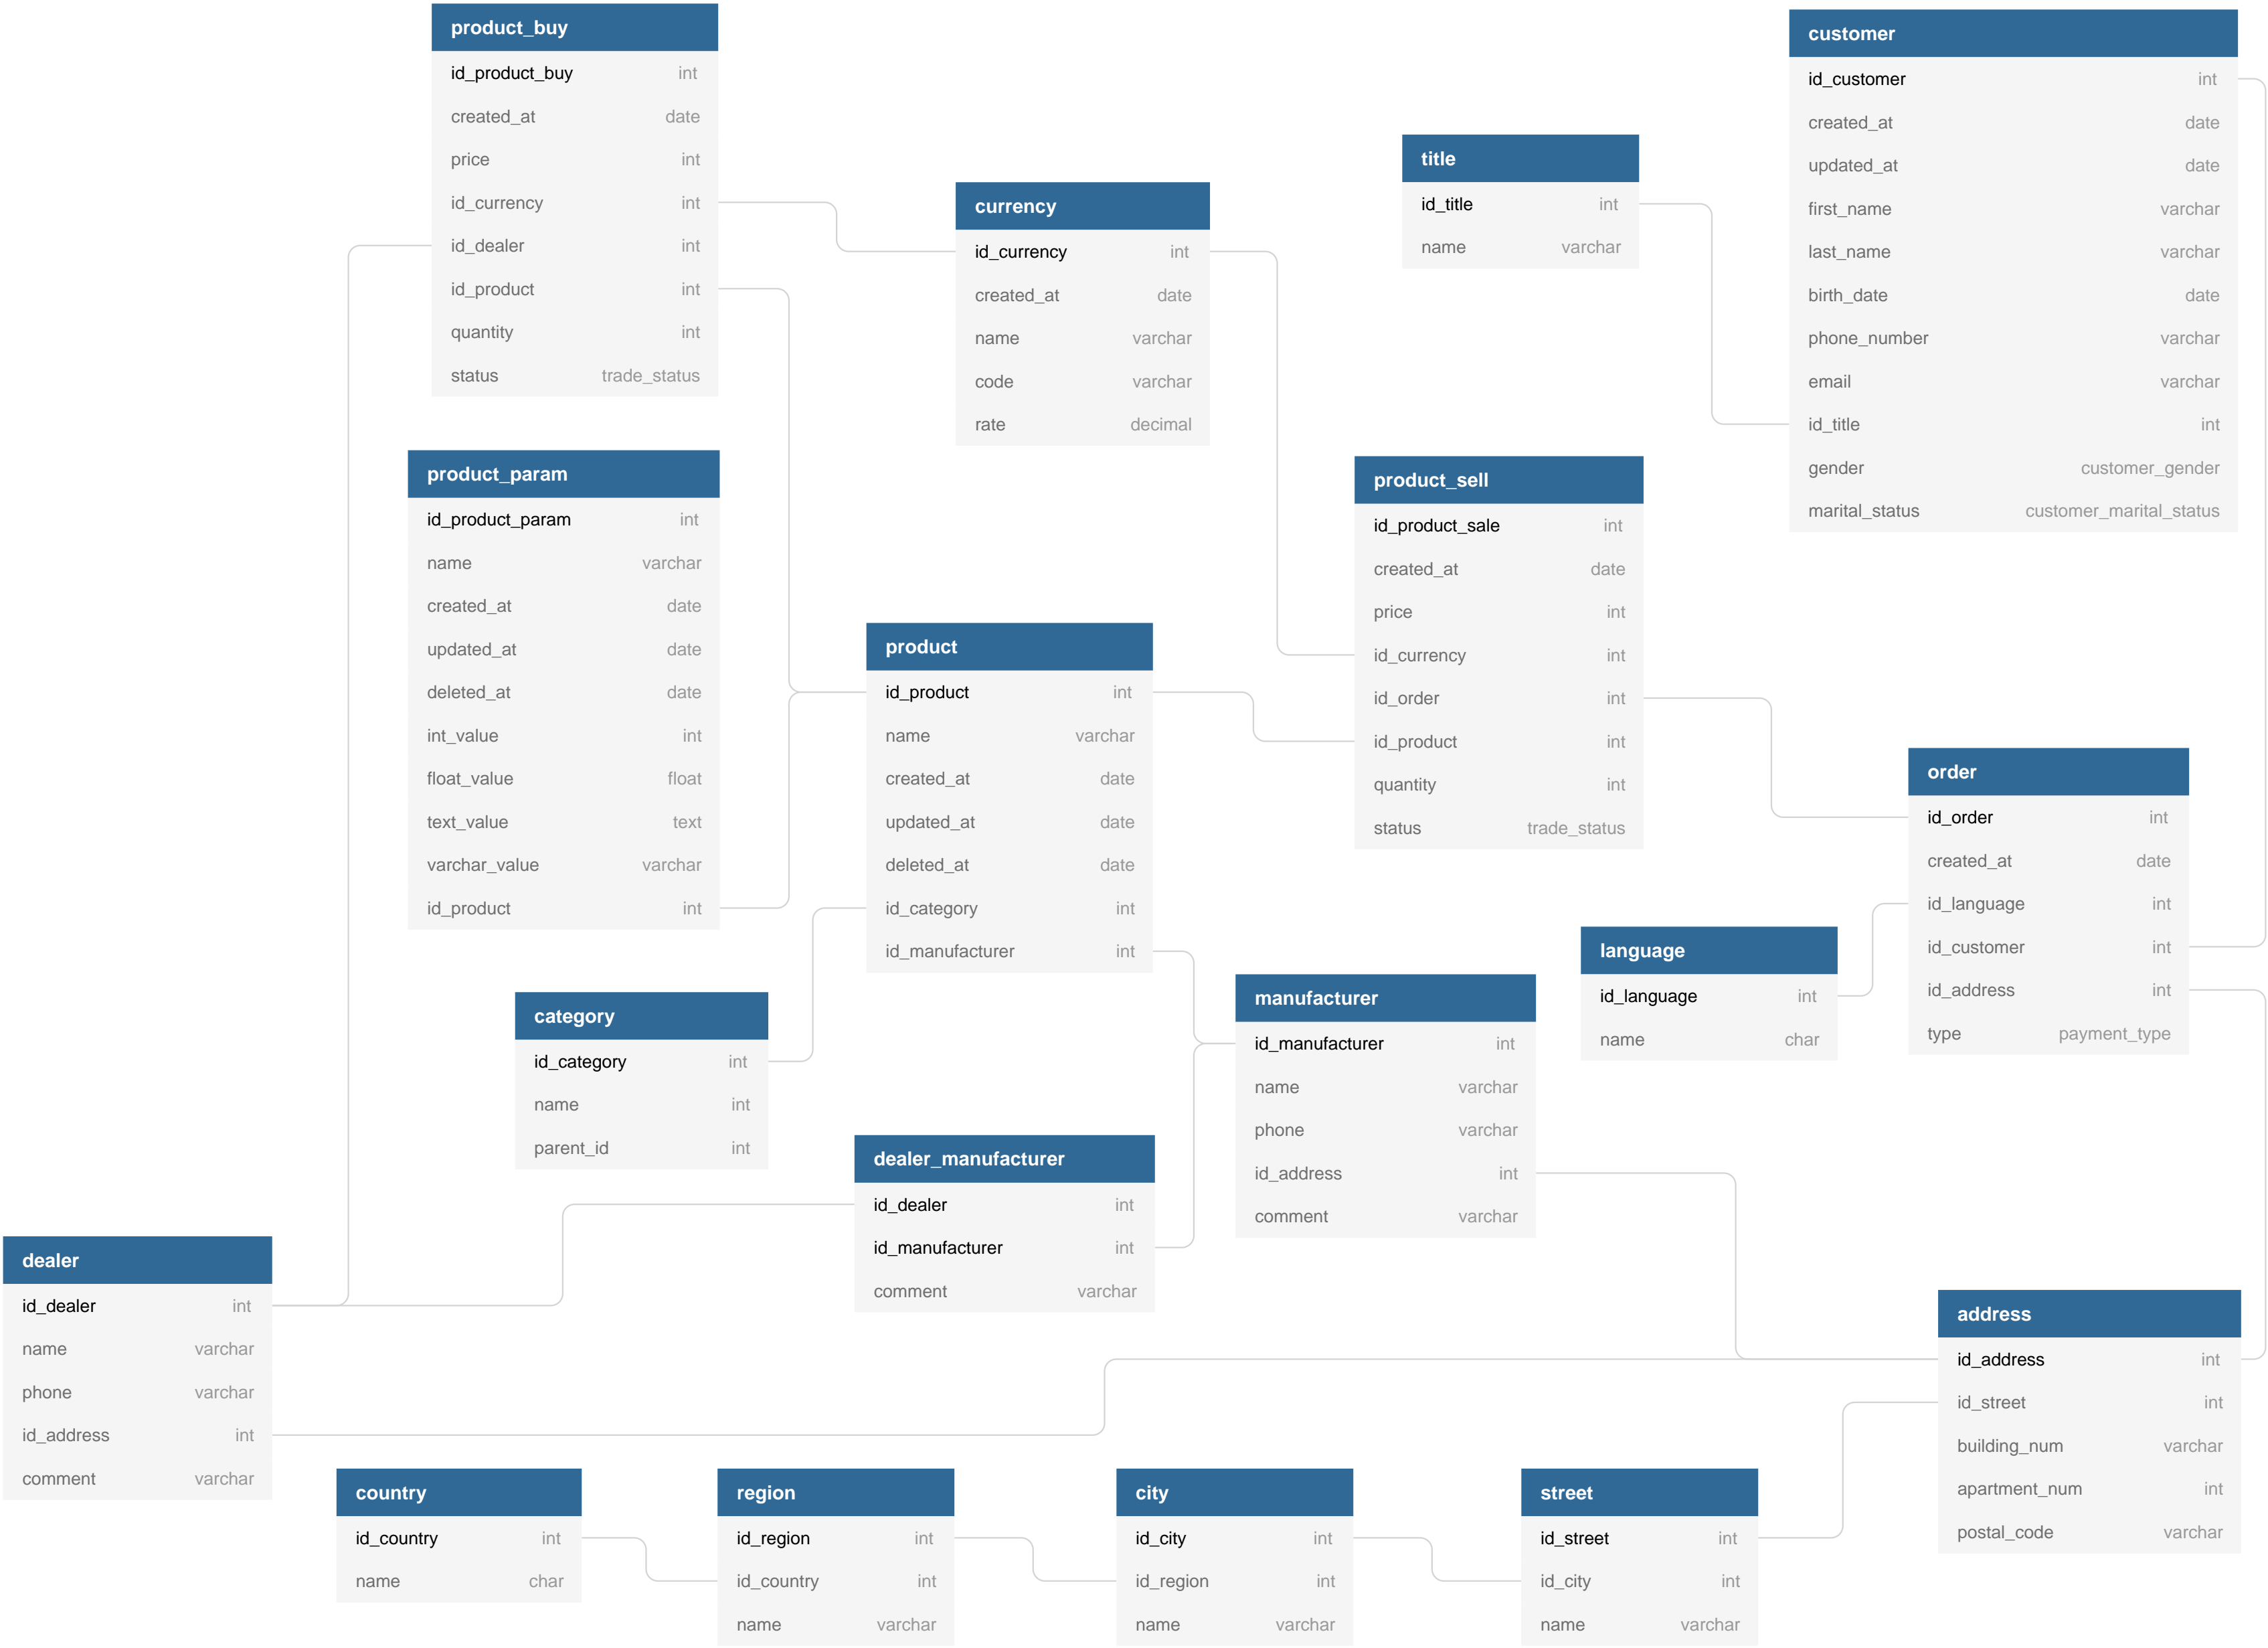 product_buy
id_product_buy int
created_at date
price int
id_currency int
id_dealer int
id_product int
quantity int
status trade_status
customer
id_customer int
created_at date
updated_at date
first_name varchar
last_name varchar
birth_date date
phone_number varchar
email varchar
id_title int
gender customer_gender
marital_status customer_marital_status
title
id_title int
name varchar
currency
id_currency int
created_at date
name varchar
code varchar
rate decimal
product_param
id_product_param int
name varchar
created_at date
updated_at date
deleted_at date
int_value int
float_value float
text_value text
varchar_value varchar
id_product int
product_sell
id_product_sale int
created_at date
price int
id_currency int
id_order int
id_product int
quantity int
status trade_status
product
id_product int
name varchar
created_at date
updated_at date
deleted_at date
id_category int
id_manufacturer int
order
id_order int
created_at date
id_language int
id_customer int
id_address int
type payment_type
language
id_language int
name char
manufacturer
id_manufacturer int
name varchar
phone varchar
id_address int
comment varchar
category
id_category int
name int
parent_id int
dealer_manufacturer
id_dealer int
id_manufacturer int
comment varchar
dealer
id_dealer int
name varchar
phone varchar
id_address int
comment varchar
address
id_address int
id_street int
building_num varchar
apartment_num int
postal_code varchar
country
id_country int
name char
region
id_region int
id_country int
name varchar
city
id_city int
id_region int
name varchar
street
id_street int
id_city int
name varchar